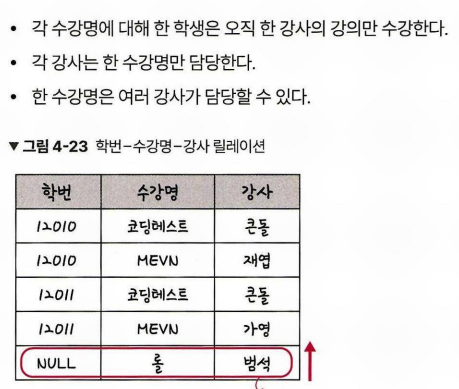 • 각 수강명에 대해 한 학생은 오직 한 강사의 강의만 수강한다.
• 각 강사는 한 수강명만 담당한다.
• 한 수강명은 여러 강사가 담당할 수 있다.
▼ 그림 4-23 학번-수강명-강사 릴레이션
학번 수강명 강사
12010 코딩테스트 큰돌
12010 MEVN 재엽
12011 코딩테스트 큰돌
12011 MEVN 가영
NULL 롤 범석